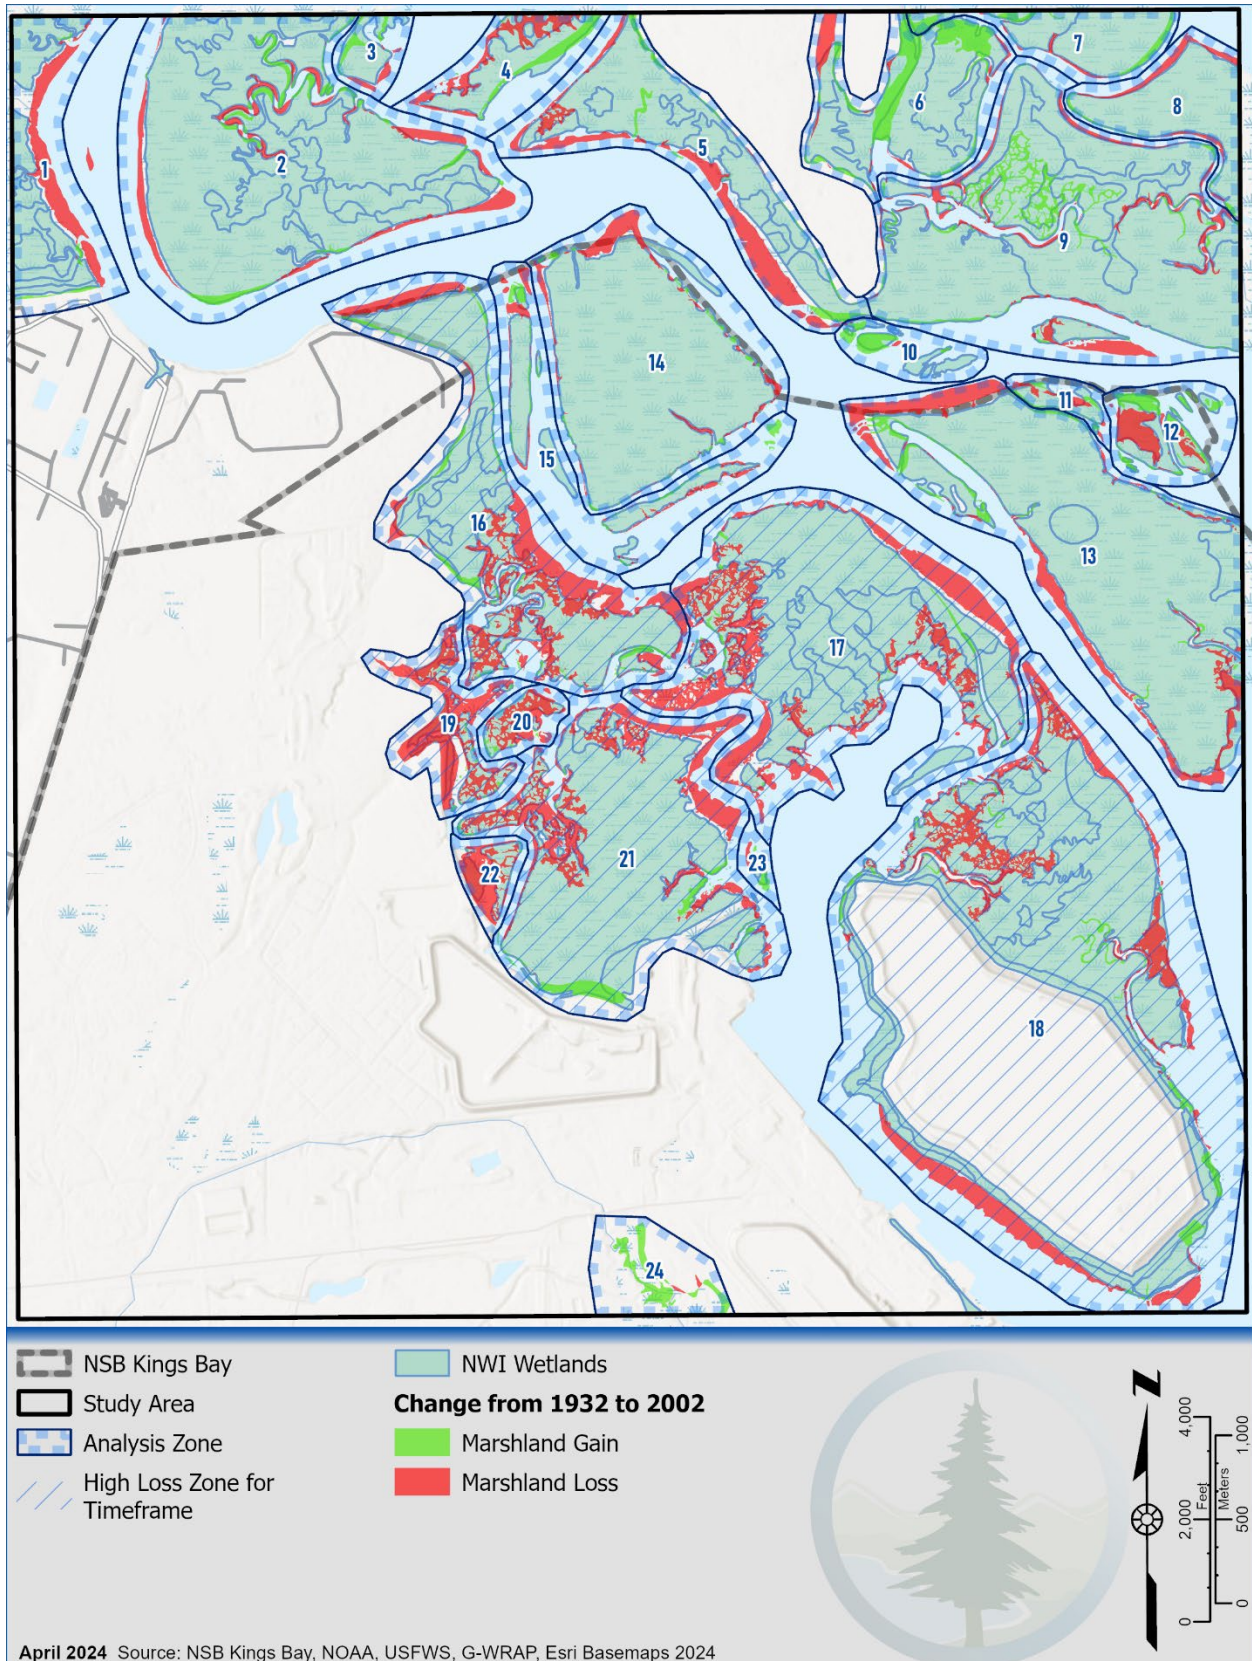 3
7
4
6
8
1
2
5
9
10
14
11
12
15
16
13
17
19
20
21
22
23
18
24
NSB Kings Bay
Study Area
Analysis Zone
High Loss Zone for
Timeframe
NWI Wetlands
Change from 1932 to 2002
Marshland Gain
Marshland Loss
N
4,000
2,000
0
Feet
Meters
1,000
500
0
April 2024 Source: NSB Kings Bay, NOAA, USFWS, G-WRAP, Esri Basemaps 2024